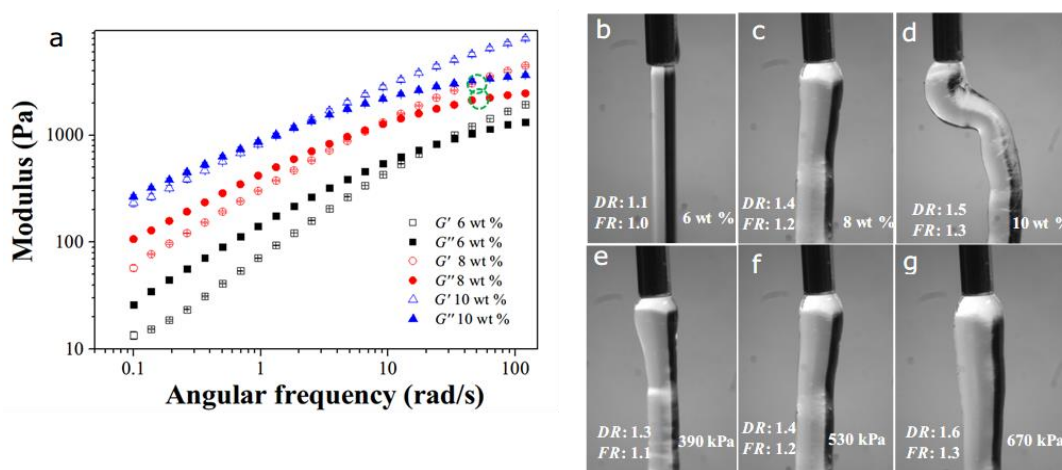 a
Modulus (Pa)
1000
100
10
0.1
1
10
100
Angular frequency (rad/s)
G′ 6 wt %
G″ 6 wt %
G′ 8 wt %
G″ 8 wt %
G′ 10 wt %
G″ 10 wt %
b
DR: 1.1
FR: 1.0
6 wt %
c
DR: 1.4
FR: 1.2
8 wt %
d
DR: 1.5
FR: 1.3
10 wt %
e
DR: 1.3
FR: 1.1
390 kPa
f
DR: 1.4
FR: 1.2
530 kPa
g
DR: 1.6
FR: 1.3
670 kPa